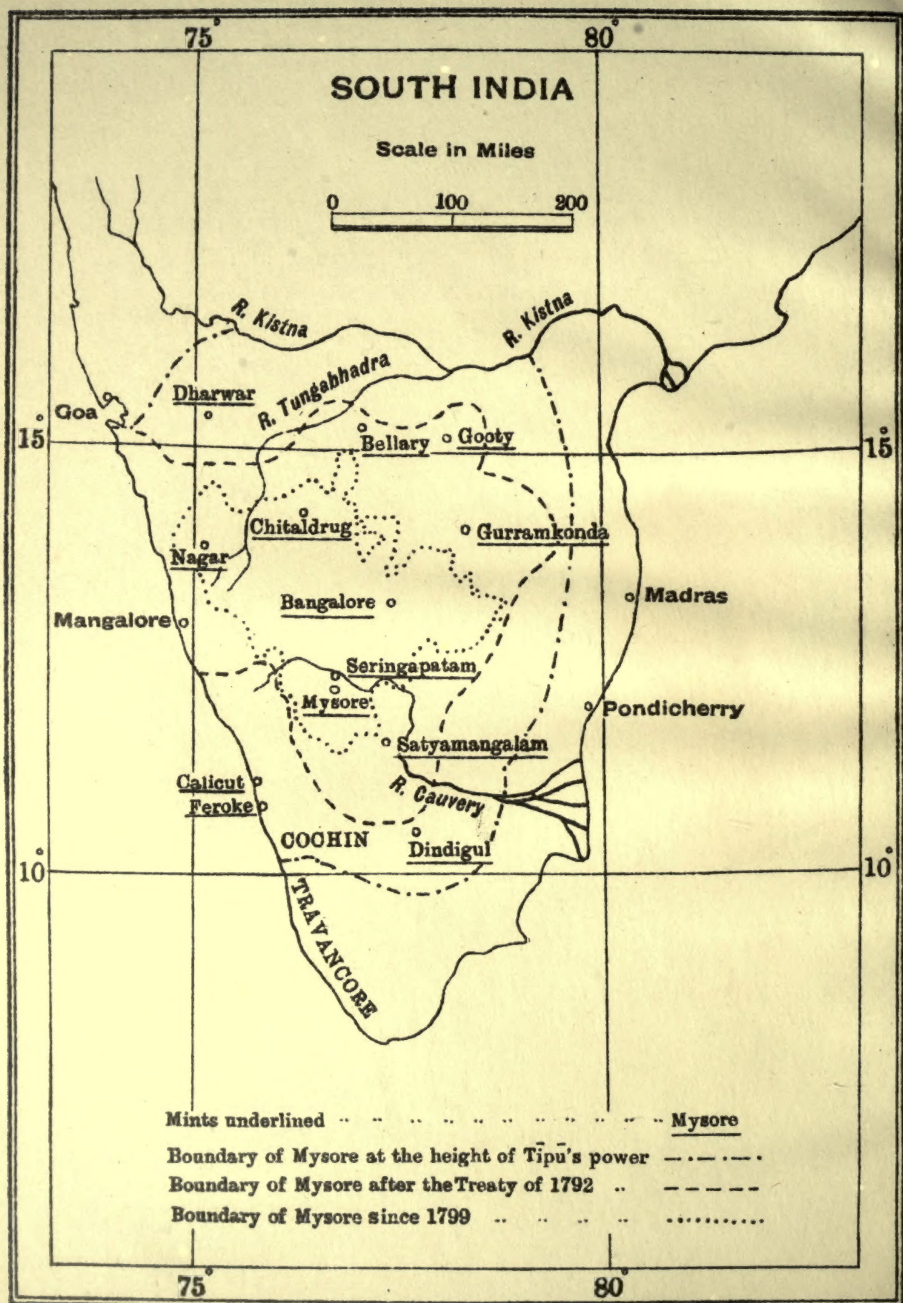 75° 80°
SOUTH INDIA
Scale in Miles
0 100 200
R. Kistna
R. Kistna
R. Tungabhadra
Goa
Dharwar
15° 15°
Bellary
Gooty
Chitaldrug
Gurramkonda
Nagar
Bangalore
Madras
Mangalore
Seringapatam
Mysore
Pondicherry
Satyamangalam
Calicut
Feroke
R. Cauvery
COCHIN
Dindigul
10° 10°
TRAVANCORE
Mints underlined .. .. .. .. .. .. .. .. .. Mysore
Boundary of Mysore at the height of Tīpū's power
Boundary of Mysore after the Treaty of 1792 ..
Boundary of Mysore since 1799 .. .. .. ..
75° 80°